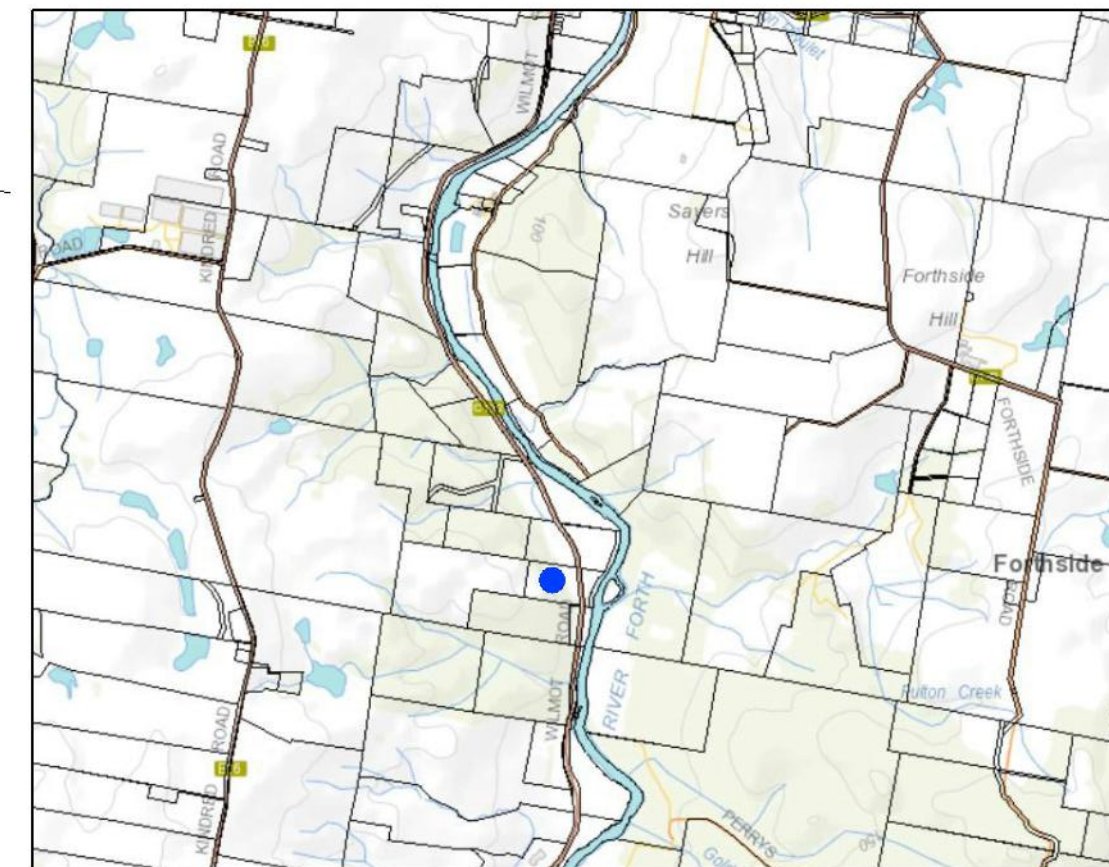 WILMOT
KINDRED ROAD
ROAD
Sayers
Hill
100
Forthside
Hill
FORTHSIDE
ROAD
Forthside
RIVER FORTH
WILMOT ROAD
Fulton Creek
KINDRED ROAD
PERRYS
50